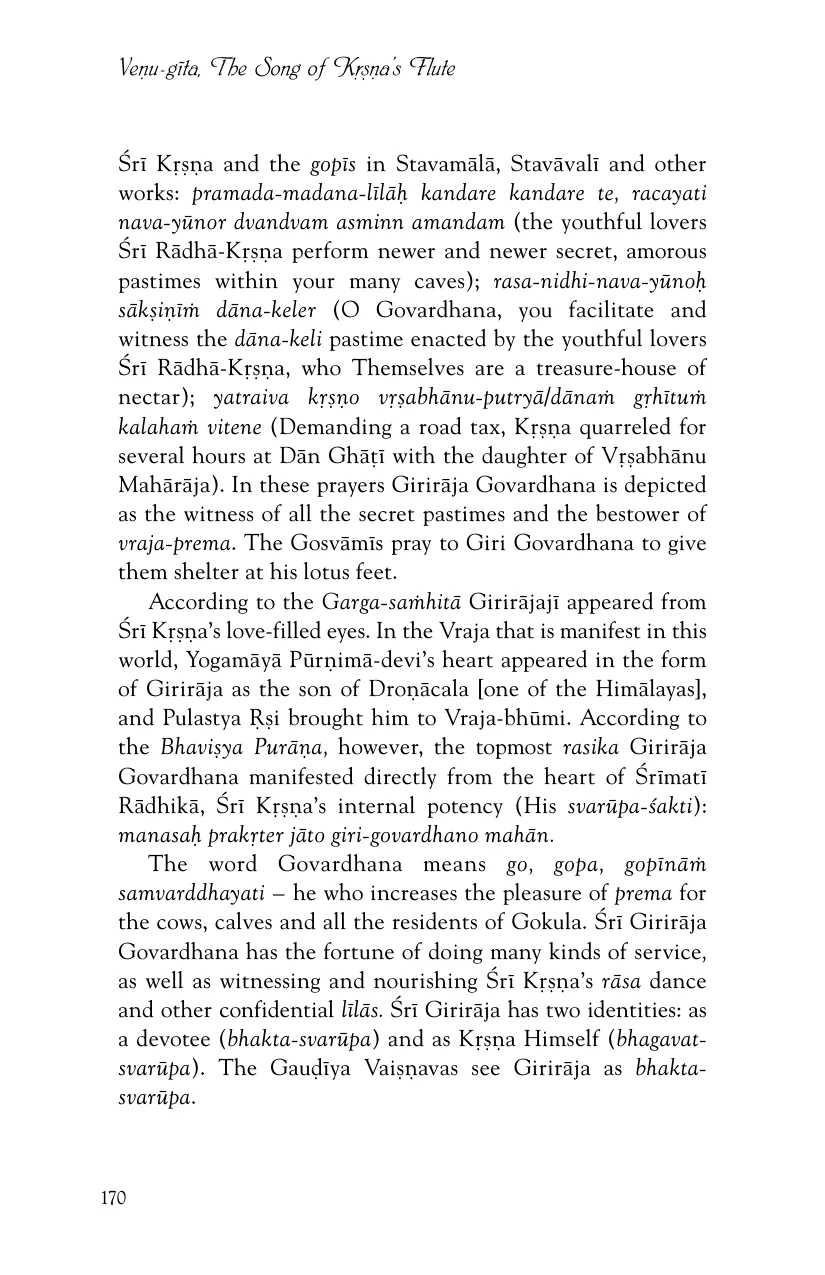 Veṇu-gīta, The Song of Kṛṣṇa's Flute
Śrī Kṛṣṇa and the gopīs in Stavamālā, Stavāvalī and other
works: pramada-madana-līlāḥ kandare kandare te, racayati
nava-yūnor dvandvam asminn amandam (the youthful lovers
Śrī Rādhā-Kṛṣṇa perform newer and newer secret, amorous
pastimes within your many caves); rasa-nidhi-nava-yūnoḥ
sākṣiṇīṁ dāna-keler (O Govardhana, you facilitate and
witness the dāna-keli pastime enacted by the youthful lovers
Śrī Rādhā-Kṛṣṇa, who Themselves are a treasure-house of
nectar); yatraiva kṛṣṇo vṛṣabhānu-putryā/dānaṁ gṛhītuṁ
kalahaṁ vitene (Demanding a road tax, Kṛṣṇa quarreled for
several hours at Dān Ghāṭī with the daughter of Vṛṣabhānu
Mahārāja). In these prayers Girirāja Govardhana is depicted
as the witness of all the secret pastimes and the bestower of
vraja-prema. The Gosvāmīs pray to Giri Govardhana to give
them shelter at his lotus feet.
According to the Garga-saṁhitā Girirājajī appeared from
Śrī Kṛṣṇa's love-filled eyes. In the Vraja that is manifest in this
world, Yogamāyā Pūrṇimā-devi's heart appeared in the form
of Girirāja as the son of Droṇācala [one of the Himālayas],
and Pulastya Ṛṣi brought him to Vraja-bhūmi. According to
the Bhaviṣya Purāṇa, however, the topmost rasika Girirāja
Govardhana manifested directly from the heart of Śrīmatī
Rādhikā, Śrī Kṛṣṇa's internal potency (His svarūpa-śakti):
manasaḥ prakṛter jāto giri-govardhano mahān.
The word Govardhana means go, gopa, gopīnāṁ
samvarddhayati – he who increases the pleasure of prema for
the cows, calves and all the residents of Gokula. Śrī Girirāja
Govardhana has the fortune of doing many kinds of service,
as well as witnessing and nourishing Śrī Kṛṣṇa's rāsa dance
and other confidential līlās. Śrī Girirāja has two identities: as
a devotee (bhakta-svarūpa) and as Kṛṣṇa Himself (bhagavat-
svarūpa). The Gauḍīya Vaiṣṇavas see Girirāja as bhakta-
svarūpa.
170